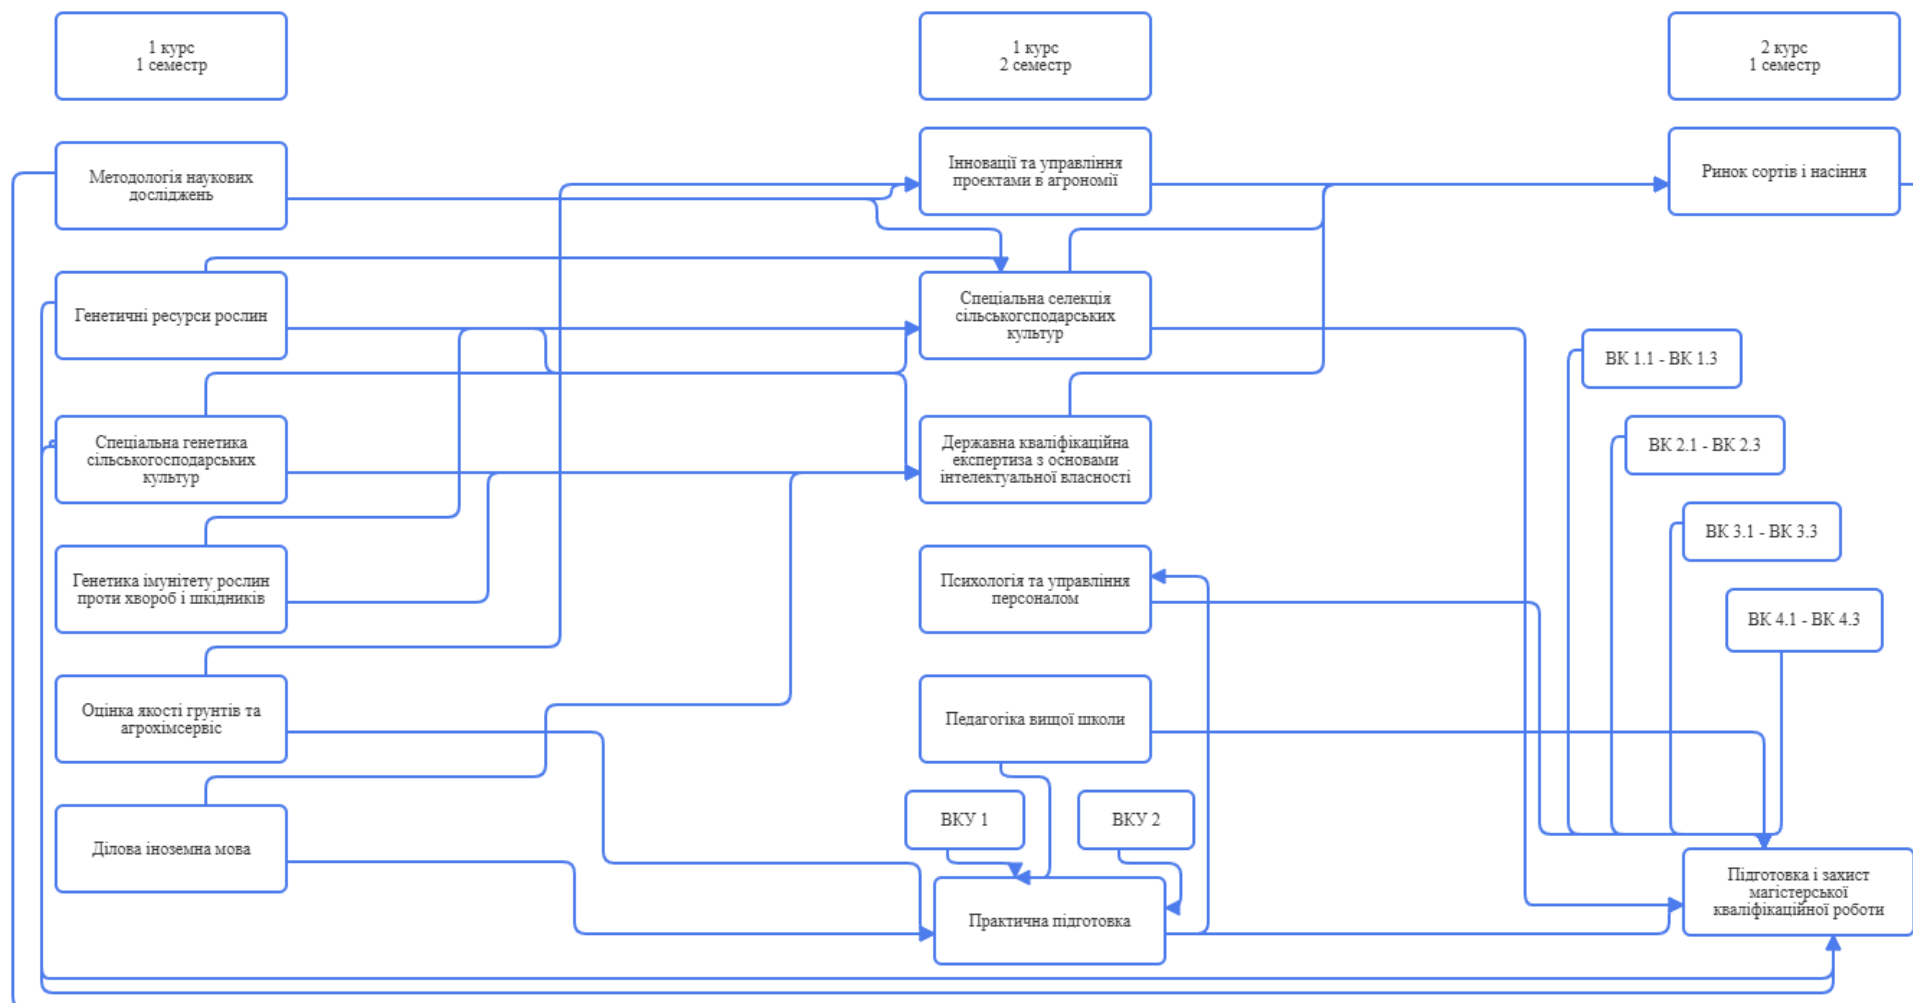 1 курс
1 семестр
1 курс
2 семестр
2 курс
1 семестр
Методологія наукових
досліджень
Інновації та управління
проєктами в агрономії
Ринок сортів і насіння
Генетичні ресурси рослин
Спеціальна селекція
сільськогсподарських
культур
ВК 1.1 - ВК 1.3
Спеціальна генетика
сільськогосподарських
культур
Державна кваліфікаційна
експертиза з основами
інтелектуальної власності
ВК 2.1 - ВК 2.3
ВК 3.1 - ВК 3.3
Генетика імунітету рослин
проти хвороб і шкідників
Психологія та управління
персоналом
ВК 4.1 - ВК 4.3
Оцінка якості грунтів та
агрохімсервіс
Педагогіка вищої школи
Ділова іноземна мова
ВКУ 1
ВКУ 2
Практична підготовка
Підготовка і захист
магістерської
кваліфікаційної роботи